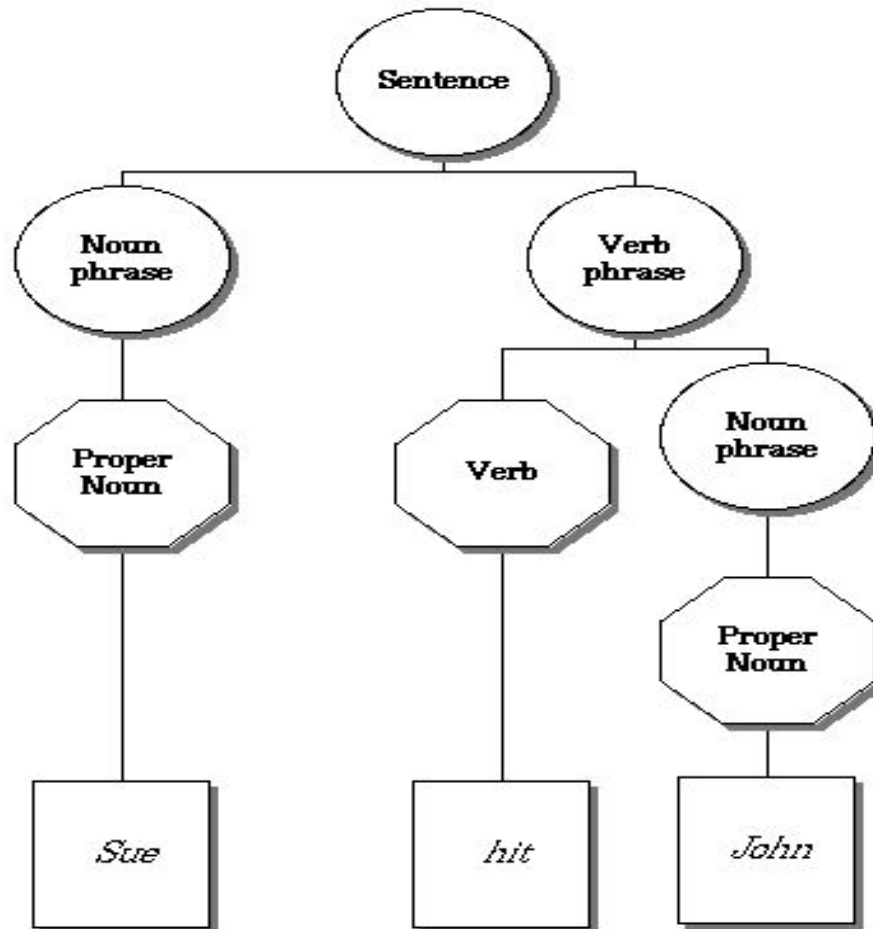 Sentence
Noun
phrase
Verb
phrase
Proper
Noun
Verb
Noun
phrase
Proper
Noun
Sue
hit
John